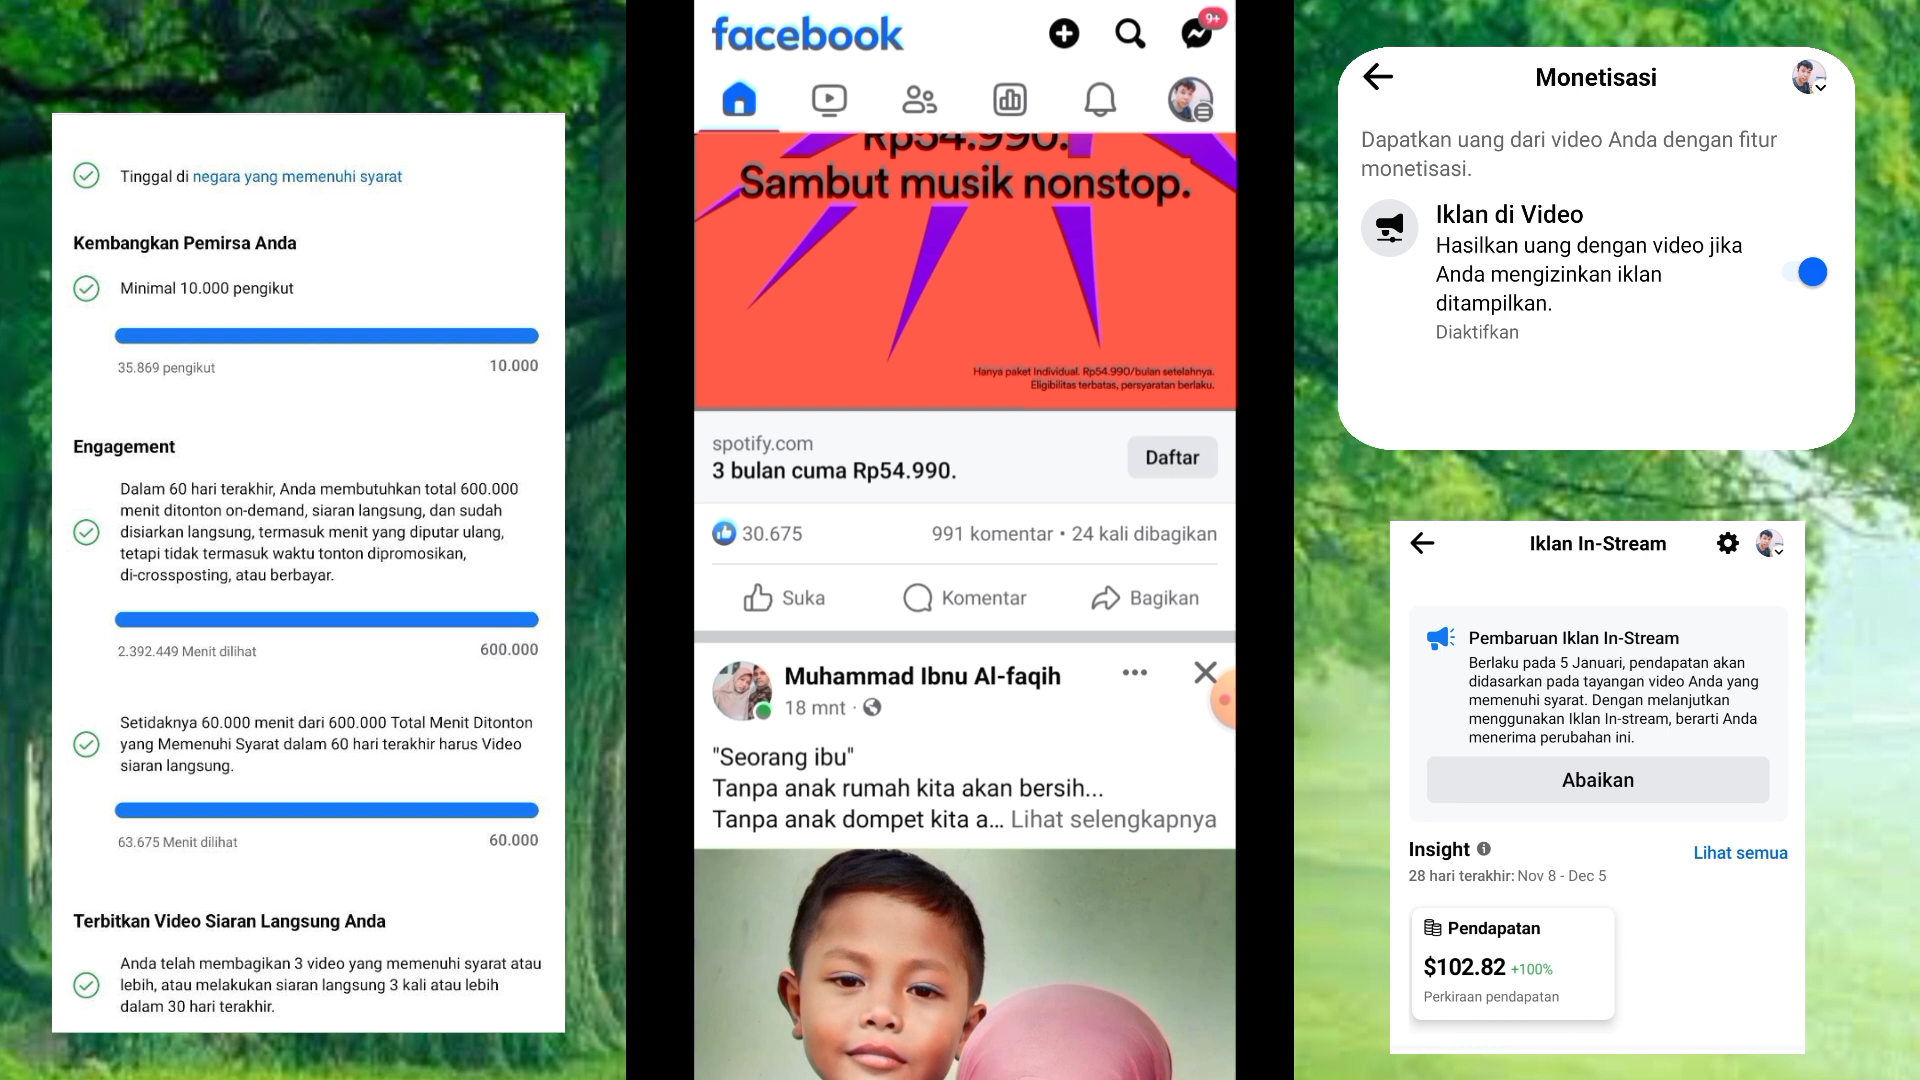 Tinggal di negara yang memenuhi syarat
Kembangkan Pemirsa Anda
Minimal 10.000 pengikut
35.869 pengikut
10.000
Engagement
Dalam 60 hari terakhir, Anda membutuhkan total 600.000
menit ditonton on-demand, siaran langsung, dan sudah
disiarkan langsung, termasuk menit yang diputar ulang,
tetapi tidak termasuk waktu tonton dipromosikan,
di-crossposting, atau berbayar.
2.392.449 Menit dilihat
600.000
Setidaknya 60.000 menit dari 600.000 Total Menit Ditonton
yang Memenuhi Syarat dalam 60 hari terakhir harus Video
siaran langsung.
63.675 Menit dilihat
60.000
Terbitkan Video Siaran Langsung Anda
Anda telah membagikan 3 video yang memenuhi syarat atau
lebih, atau melakukan siaran langsung 3 kali atau lebih
dalam 30 hari terakhir.
facebook
9+
Rp54.990.
Sambut musik nonstop.
Hanya paket Individual. Rp54.990/bulan setelahnya.
Eligibilitas terbatas, persyaratan berlaku.
spotify.com
3 bulan cuma Rp54.990.
Daftar
30.675
991 komentar • 24 kali dibagikan
Suka
Komentar
Bagikan
Muhammad Ibnu Al-faqih
18 mnt ·
"Seorang ibu"
Tanpa anak rumah kita akan bersih...
Tanpa anak dompet kita a... Lihat selengkapnya
Monetisasi
Dapatkan uang dari video Anda dengan fitur
monetisasi.
Iklan di Video
Hasilkan uang dengan video jika
Anda mengizinkan iklan
ditampilkan.
Diaktifkan
Iklan In-Stream
Pembaruan Iklan In-Stream
Berlaku pada 5 Januari, pendapatan akan
didasarkan pada tayangan video Anda yang
memenuhi syarat. Dengan melanjutkan
menggunakan Iklan In-stream, berarti Anda
menerima perubahan ini.
Abaikan
Insight
Lihat semua
28 hari terakhir: Nov 8 - Dec 5
Pendapatan
$102.82 +100%
Perkiraan pendapatan